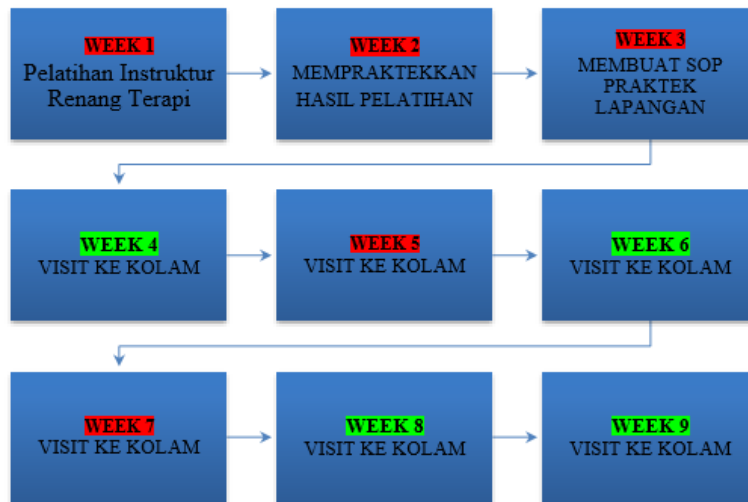 WEEK 1
Pelatihan Instruktur
Renang Terapi
WEEK 2
MEMPRAKTEKKAN
HASIL PELATIHAN
WEEK 3
MEMBUAT SOP
PRAKTEK
LAPANGAN
WEEK 4
VISIT KE KOLAM
WEEK 5
VISIT KE KOLAM
WEEK 6
VISIT KE KOLAM
WEEK 7
VISIT KE KOLAM
WEEK 8
VISIT KE KOLAM
WEEK 9
VISIT KE KOLAM